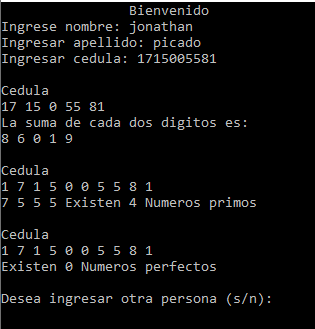 Bienvenido
Ingrese nombre: jonathan
Ingresar apellido: picado
Ingresar cedula: 1715005581
Cedula
17 15 0 55 81
La suma de cada dos digitos es:
8 6 0 1 9
Cedula
1 7 1 5 0 0 5 5 8 1
7 5 5 5 Existen 4 Numeros primos
Cedula
1 7 1 5 0 0 5 5 8 1
Existen 0 Numeros perfectos
Desea ingresar otra persona (s/n):